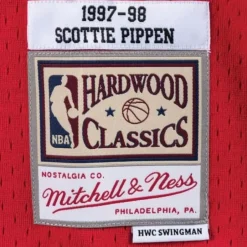 1997-98
SCOTTIE PIPPEN
HARDWOOD
NBA
CLASSICS
NOSTALGIA CO.
Mitchell & Ness
PHILADELPHIA, PA.
HWC SWINGMAN